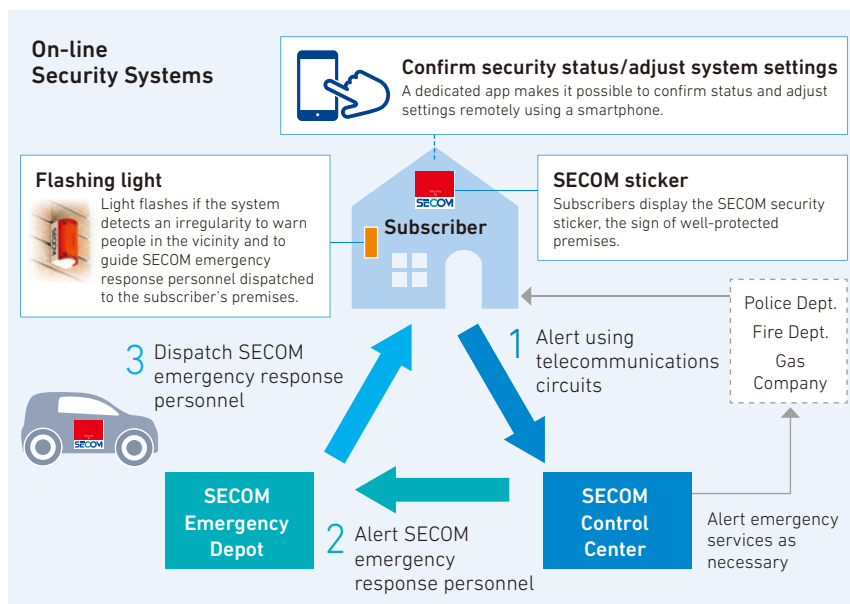 On-line
Security Systems
Confirm security status/adjust system settings
A dedicated app makes it possible to confirm status and adjust
settings remotely using a smartphone.
Flashing light
Light flashes if the system
detects an irregularity to warn
people in the vicinity and to
guide SECOM emergency
response personnel dispatched
to the subscriber's premises.
SECOM
SECOM
Subscriber
SECOM sticker
Subscribers display the SECOM security
sticker, the sign of well-protected
premises.
Police Dept.
Fire Dept.
Gas
Company
1 Alert using
telecommunications
circuits
3 Dispatch SECOM
emergency response
personnel
SECOM
SECOM
Emergency
Depot
2 Alert SECOM
emergency
response personnel
SECOM
Control
Center
Alert emergency
services as
necessary